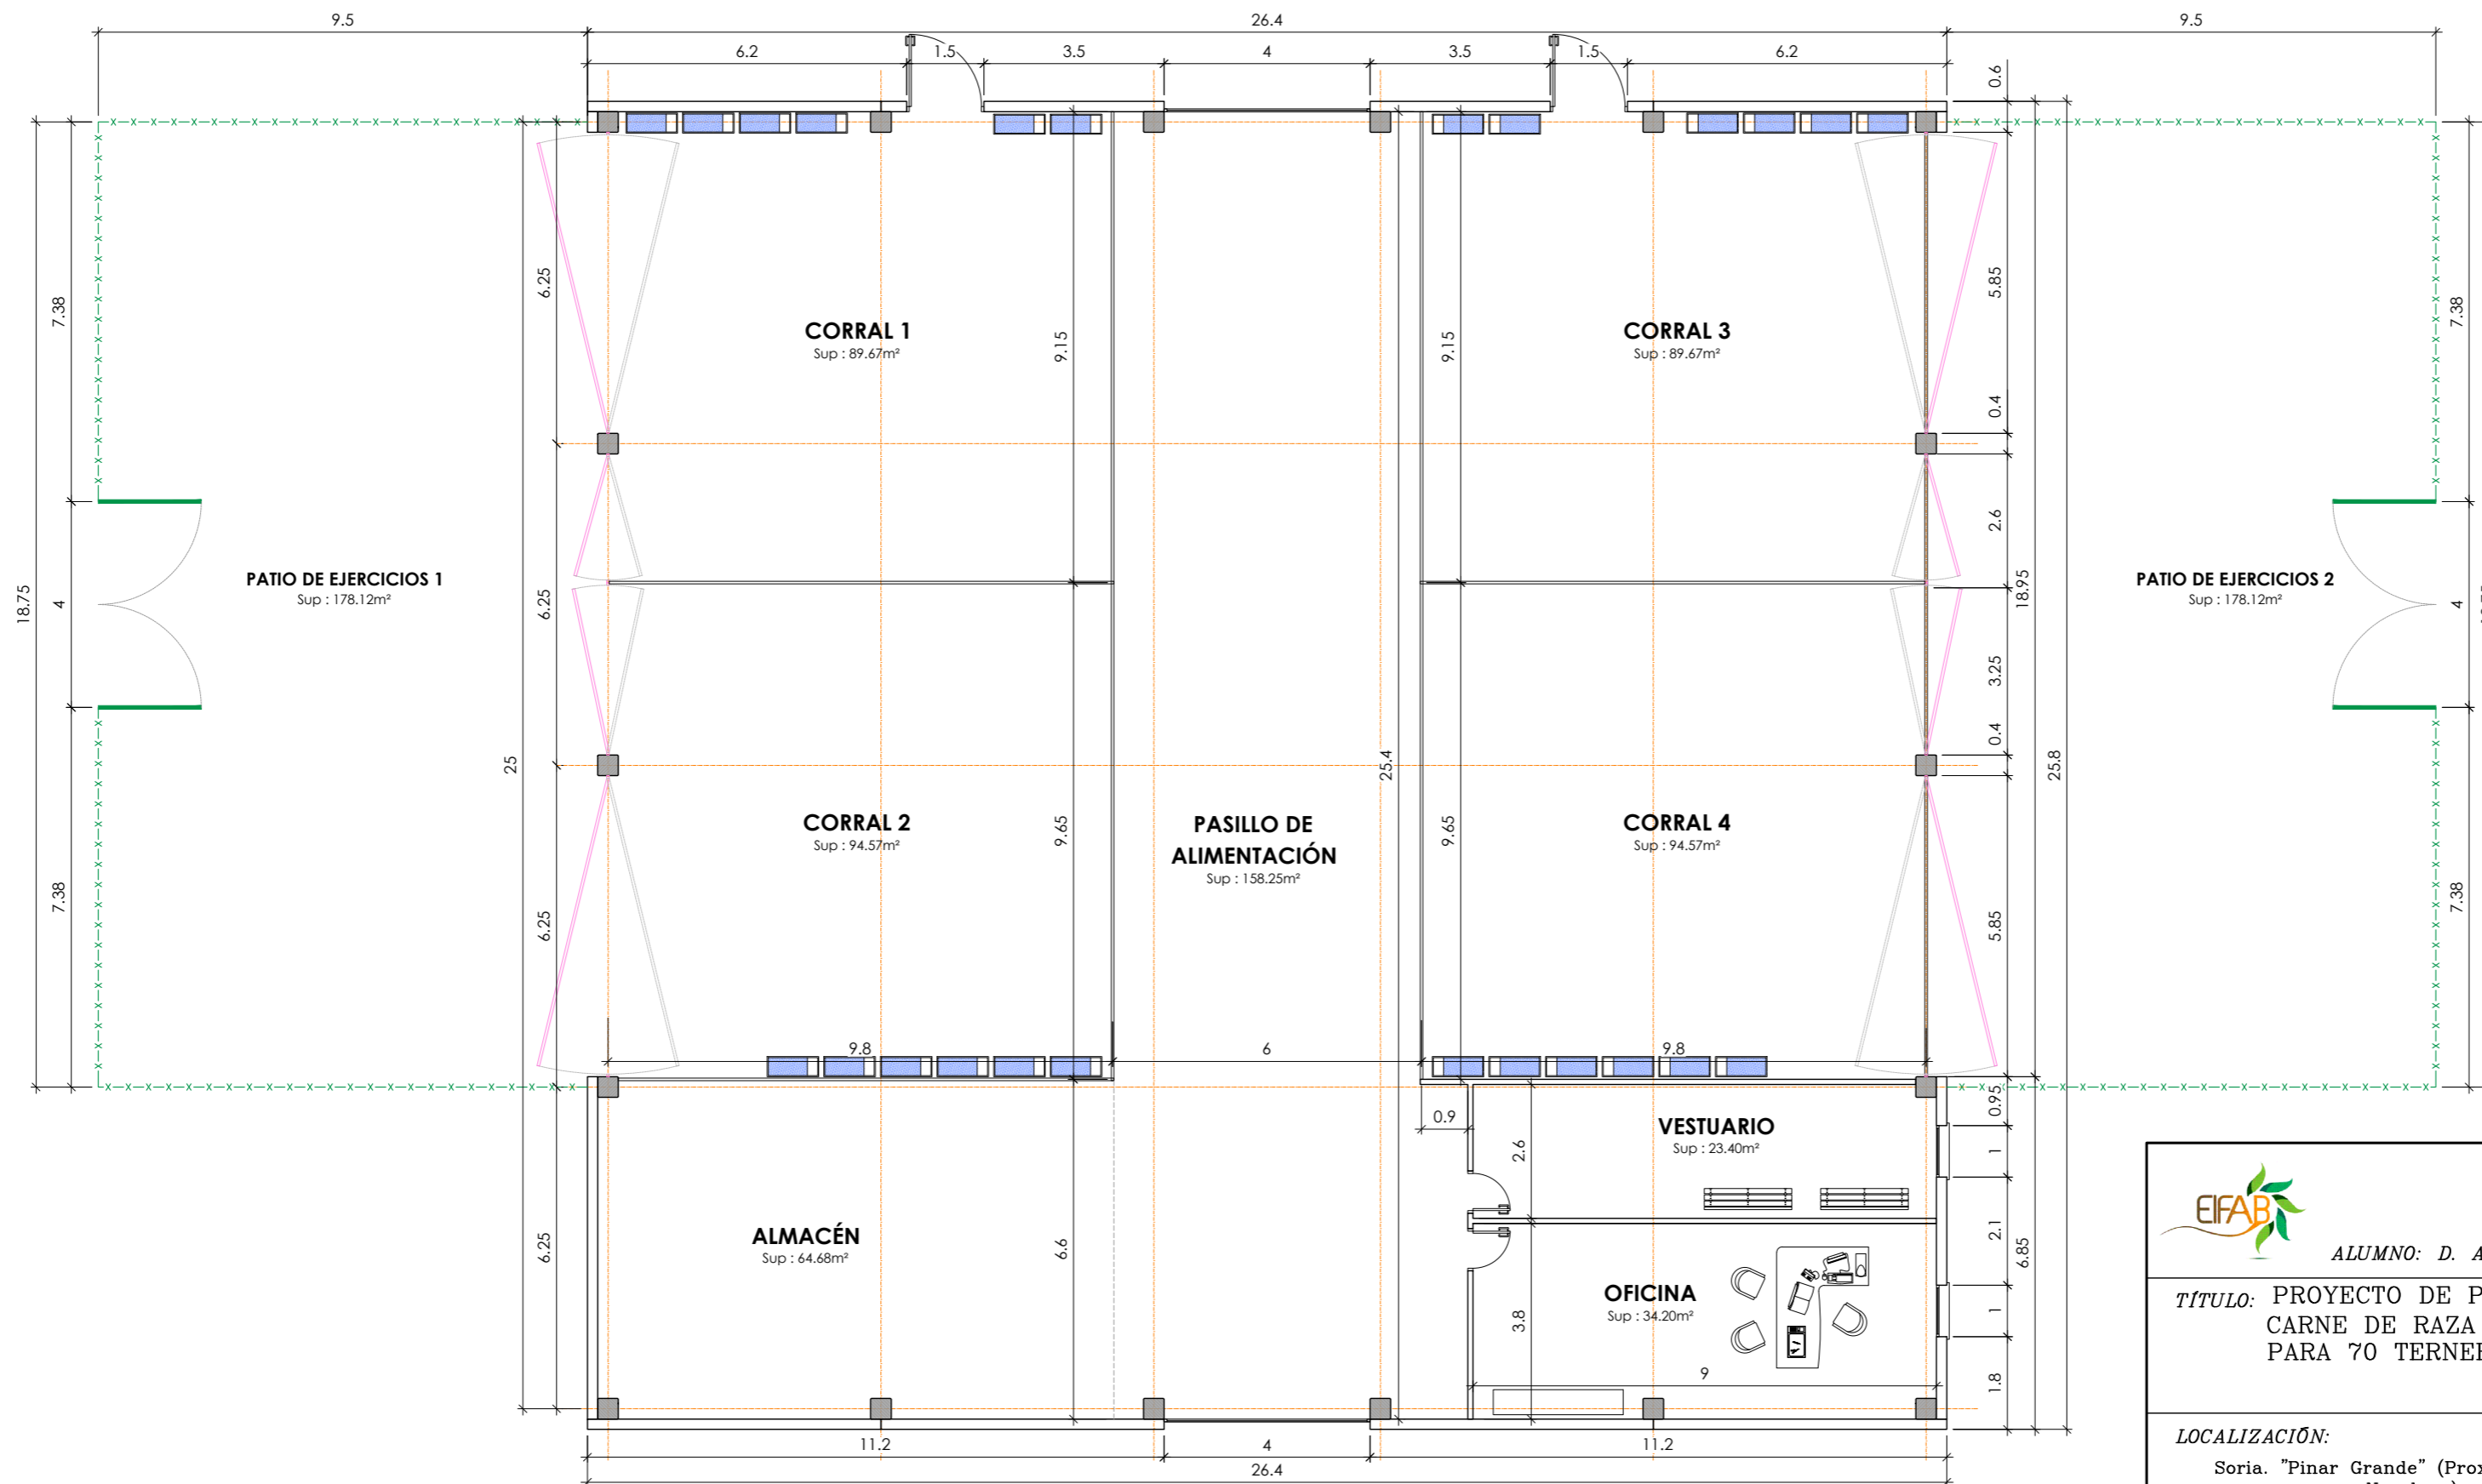 9.5
26.4
9.5
6.2
1.5
3.5
4
3.5
1.5
6.2
0.6
6.25
7.38
CORRAL 1
Sup : 89.67m²
9.15
9.15
CORRAL 3
Sup : 89.67m²
5.85
7.38
0.4
2.6
18.75
4
PATIO DE EJERCICIOS 1
Sup : 178.12m²
6.25
18.95
PATIO DE EJERCICIOS 2
Sup : 178.12m²
4
3.25
0.4
25
25.4
25.8
7.38
6.25
CORRAL 2
Sup : 94.57m²
9.65
PASILLO DE
ALIMENTACIÓN
Sup : 158.25m²
9.65
CORRAL 4
Sup : 94.57m²
5.85
7.38
9.8
6
9.8
0.9
2.6
VESTUARIO
Sup : 23.40m²
0.95
1
6.25
ALMACÉN
Sup : 64.68m²
6.6
2.1
6.85
3.8
OFICINA
Sup : 34.20m²
1
9
1.8
11.2
4
11.2
26.4
EIFAB
ALUMNO: D. A
TÍTULO: PROYECTO DE P
CARNE DE RAZA
PARA 70 TERNE
LOCALIZACIÓN:
Soria. "Pinar Grande" (Prox